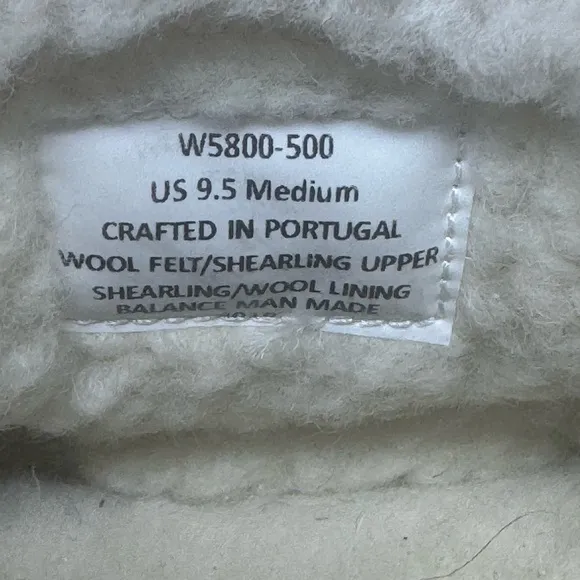 W5800-500
US 9.5 Medium
CRAFTED IN PORTUGAL
WOOL FELT/SHEARLING UPPER
SHEARLING/WOOL LINING
BALANCE MAN MADE